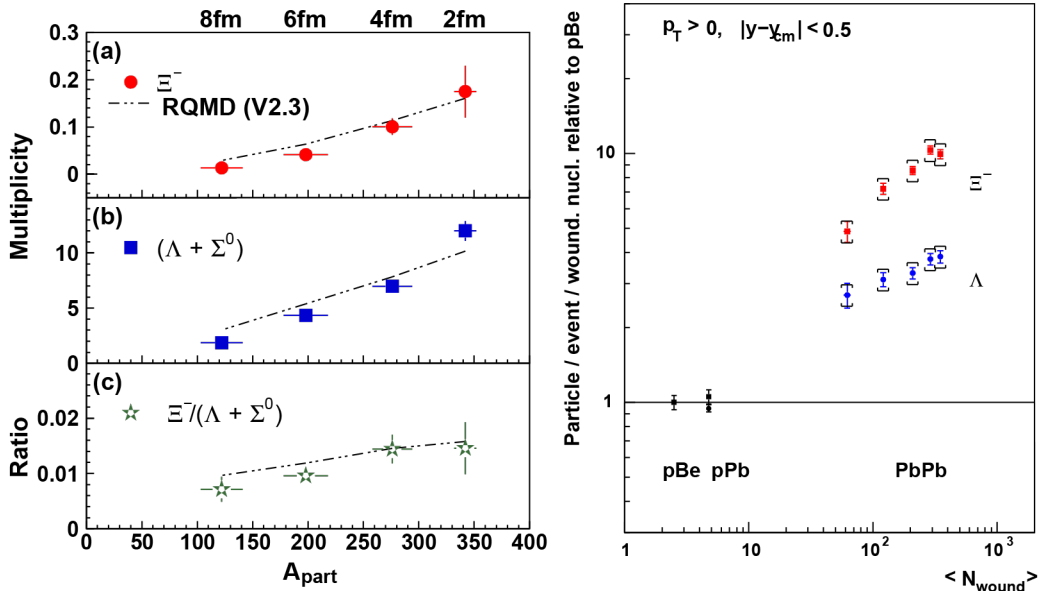 8fm 6fm 4fm 2fm
0.3
(a)
Ξ⁻
0.2
RQMD (V2.3)
0.1
0
Multiplicity
(b)
(Λ + Σ⁰)
10
5
0
(c)
Ξ⁻/(Λ + Σ⁰)
0.02
0.01
0
Ratio
0 50 100 150 200 250 300 350 400
A_part
p_T > 0, |y−y_cm| < 0.5
Particle / event / wound. nucl. relative to pBe
10
Ξ⁻
Λ
1
pBe pPb PbPb
1 10 10² 10³
< N_wound >